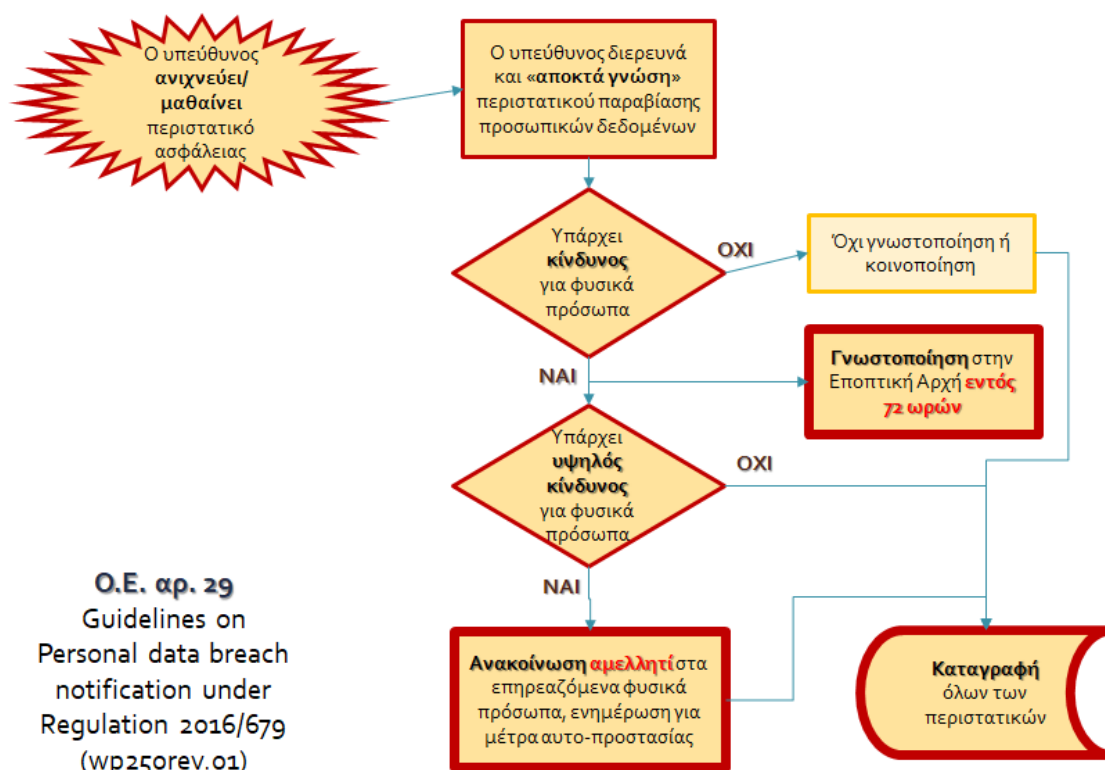 Ο υπεύθυνος
ανιχνεύει/
μαθαίνει
περιστατικό
ασφάλειας
Ο υπεύθυνος διερευνά
και «αποκτά γνώση»
περιστατικού παραβίασης
προσωπικών δεδομένων
Υπάρχει
κίνδυνος
για φυσικά
πρόσωπα
ΟΧΙ
Όχι γνωστοποίηση ή
κοινοποίηση
ΝΑΙ
Γνωστοποίηση στην
Εποπτική Αρχή εντός
72 ωρών
Υπάρχει
υψηλός
κίνδυνος
για φυσικά
πρόσωπα
ΟΧΙ
ΝΑΙ
Ανακοίνωση αμελλητί στα
επηρεαζόμενα φυσικά
πρόσωπα, ενημέρωση για
μέτρα αυτο-προστασίας
Καταγραφή
όλων των
περιστατικών
Ο.Ε. αρ. 29
Guidelines on
Personal data breach
notification under
Regulation 2016/679
(wp250rev.01)